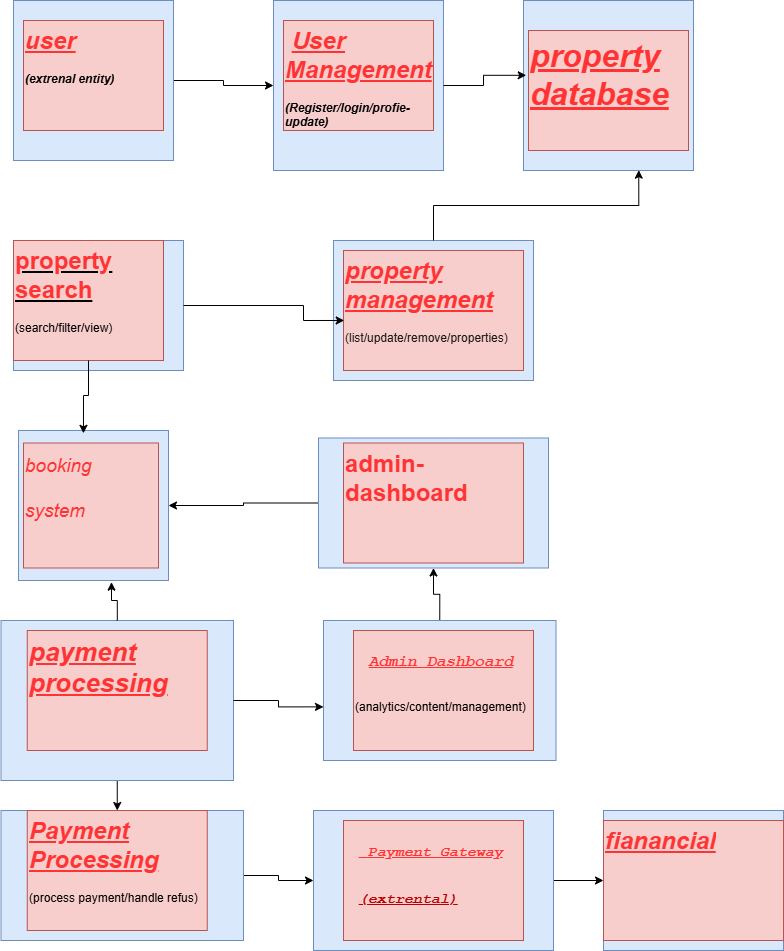 user
(extrenal entity)
User
Management
(Register/login/profie-
update)
property
database
property
search
(search/filter/view)
property
management
(list/update/remove/properties)
booking
system
admin-
dashboard
payment
processing
Admin Dashboard
(analytics/content/management)
Payment
Processing
(process payment/handle refus)
Payment Gateway
(extrental)
fianancial